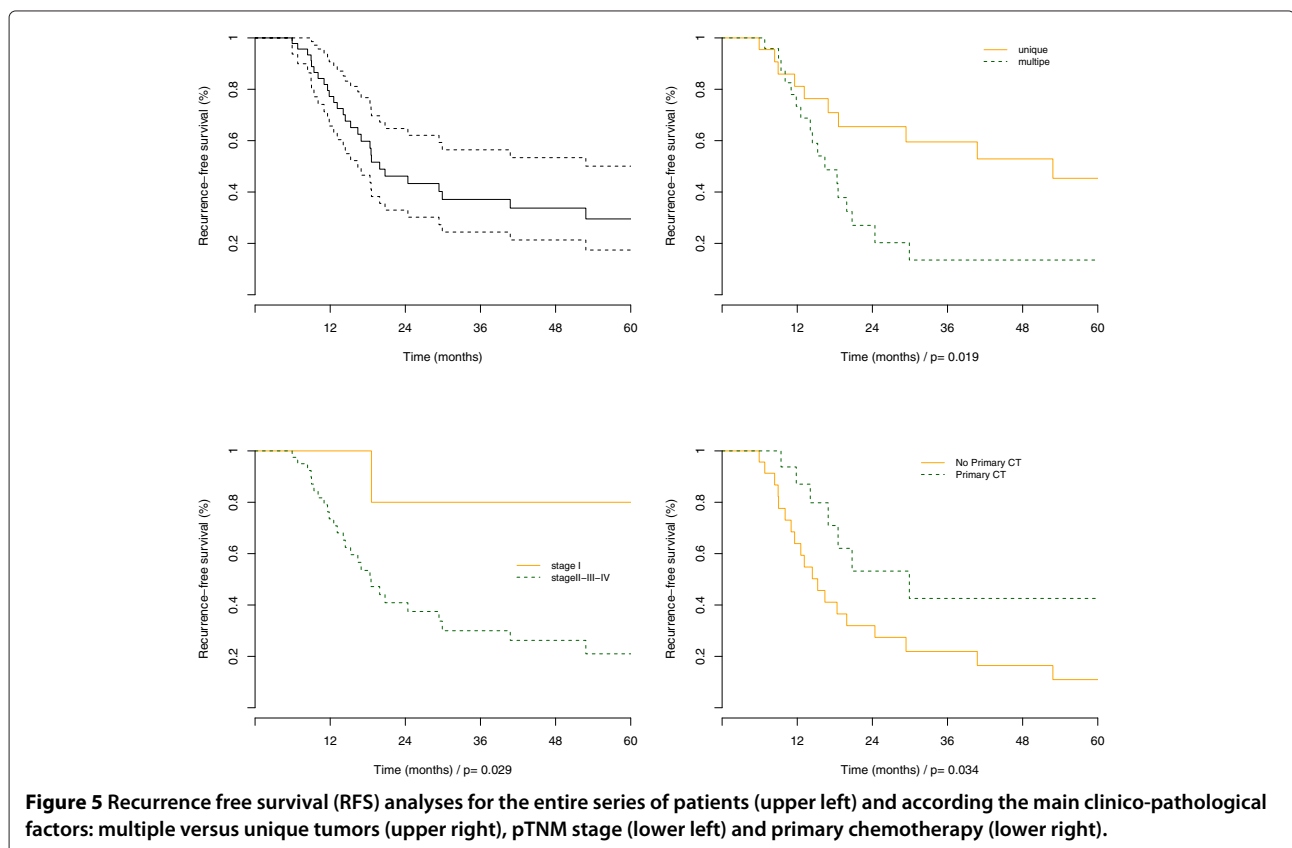 Recurrence−free survival (%)
1
0.8
0.6
0.4
0.2
12 24 36 48 60
Time (months)
Recurrence−free survival (%)
1
0.8
0.6
0.4
0.2
unique
multipe
12 24 36 48 60
Time (months) / p= 0.019
Recurrence−free survival (%)
1
0.8
0.6
0.4
0.2
stage I
stageII−III−IV
12 24 36 48 60
Time (months) / p= 0.029
Recurrence−free survival (%)
1
0.8
0.6
0.4
0.2
No Primary CT
Primary CT
12 24 36 48 60
Time (months) / p= 0.034
Figure 5 Recurrence free survival (RFS) analyses for the entire series of patients (upper left) and according the main clinico-pathological
factors: multiple versus unique tumors (upper right), pTNM stage (lower left) and primary chemotherapy (lower right).